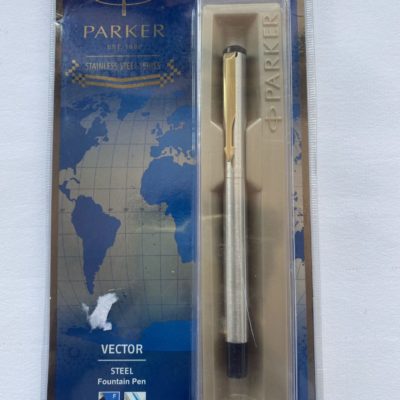 PARKER
EST. 1888
STAINLESS STEEL SERIES
PARKER
VECTOR
STEEL
Fountain Pen
F